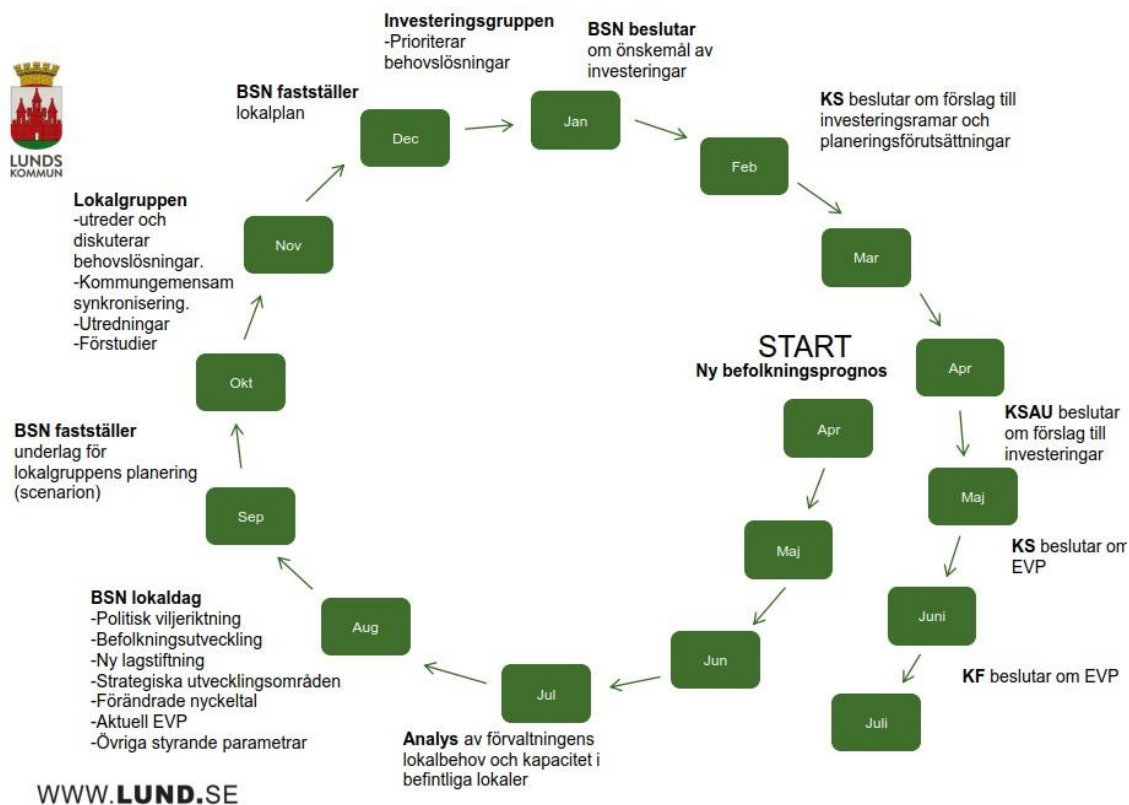 LUNDS
KOMMUN
Investeringsgruppen
-Prioriterar
behovslösningar
BSN beslutar
om önskemål av
investeringar
BSN fastställer
lokalplan
KS beslutar om förslag till
investeringsramar och
planeringsförutsättningar
Dec
Jan
Feb
Lokalgruppen
-utreder och
diskuterar
behovslösningar.
-Kommungemensam
synkronisering.
-Utredningar
-Förstudier
Nov
Mar
START
Ny befolkningsprognos
Okt
Apr
Apr
KSAU beslutar
om förslag till
investeringar
BSN fastställer
underlag för
lokalgruppens planering
(scenarion)
Sep
Maj
Maj
KS beslutar om
EVP
BSN lokaldag
-Politisk viljeriktning
-Befolkningsutveckling
-Ny lagstiftning
-Strategiska utvecklingsområden
-Förändrade nyckeltal
-Aktuell EVP
-Övriga styrande parametrar
Aug
Jun
Juni
Jul
KF beslutar om EVP
Juli
Analys av förvaltningens
lokalbehov och kapacitet i
befintliga lokaler
WWW.LUND.SE